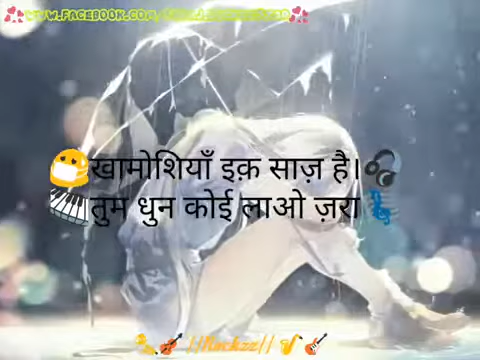 खामोशियाँ इक़ साज़ है।
तुम धुन कोई लाओ ज़रा
//Rockzz//